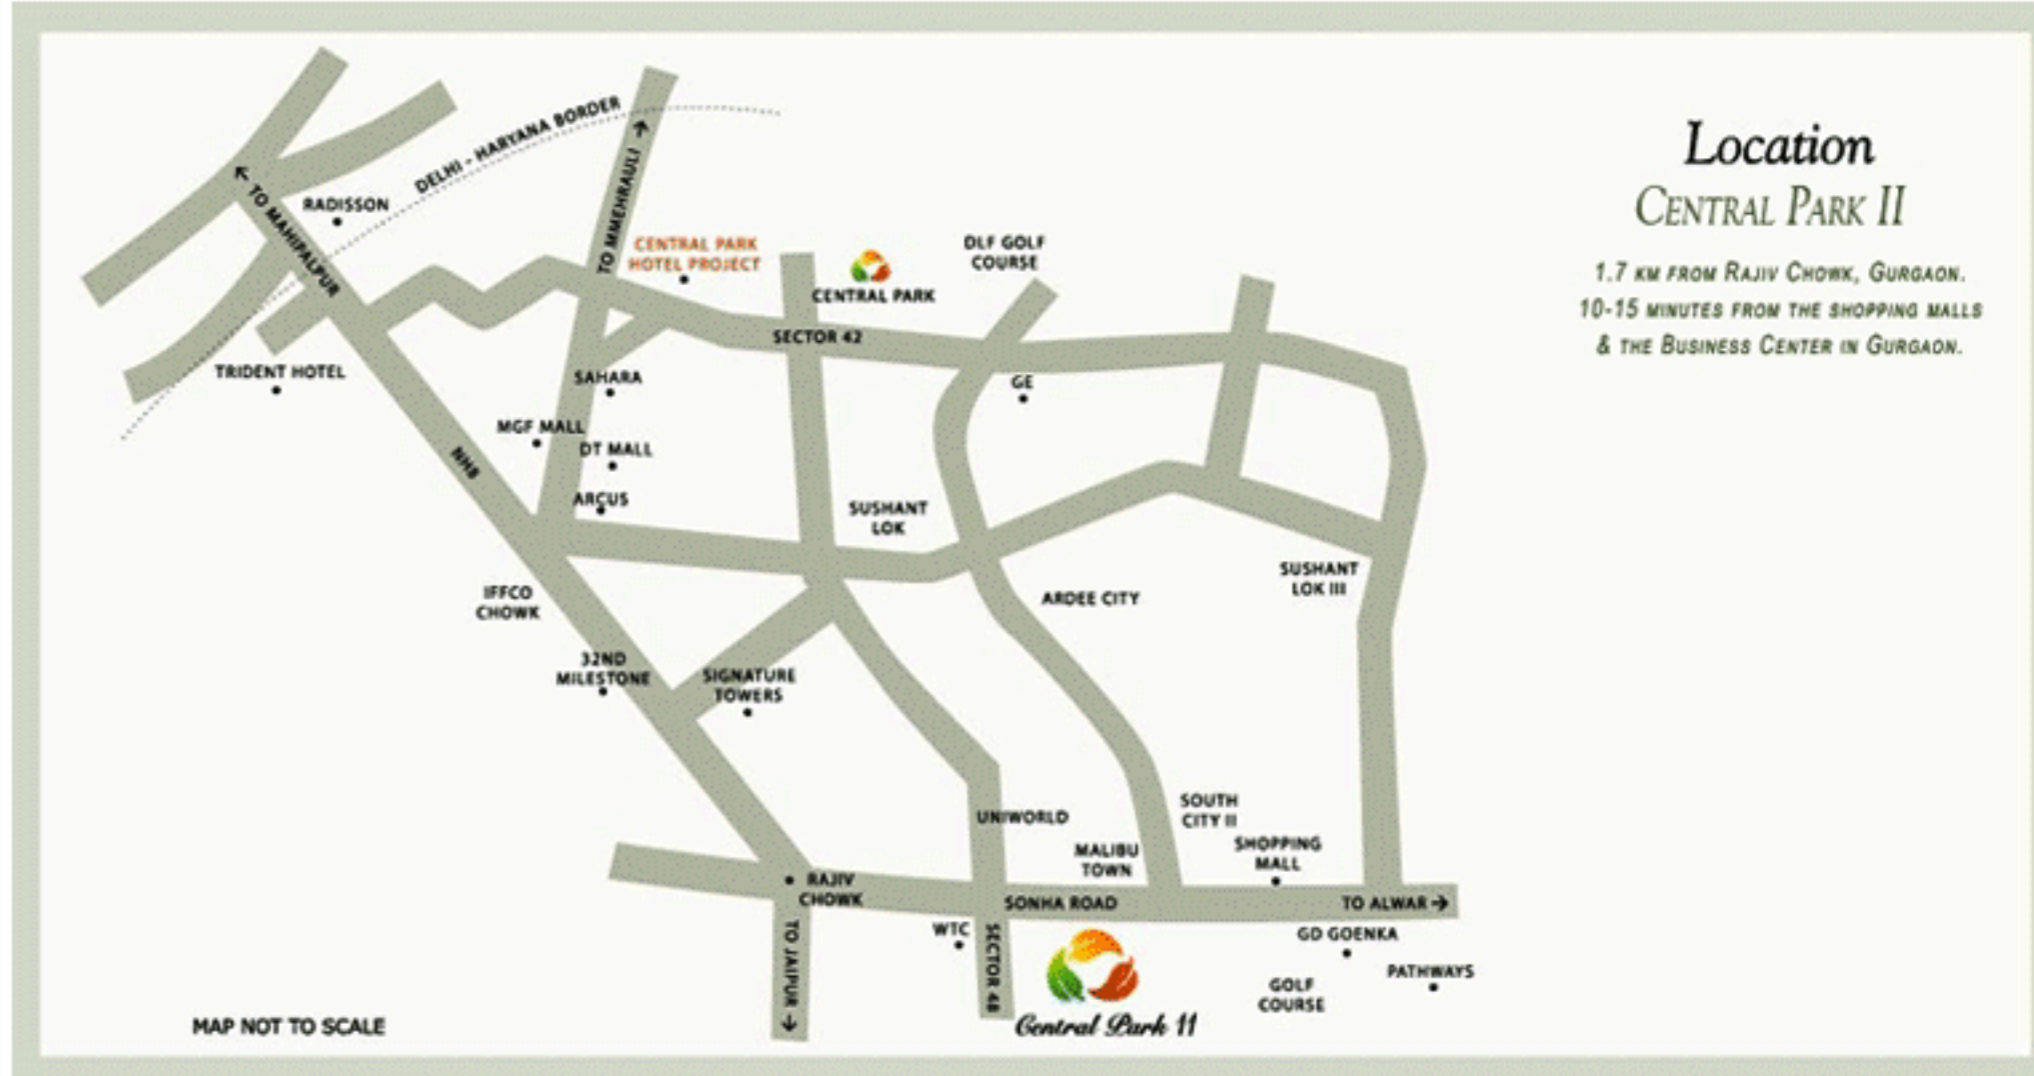 Location
CENTRAL PARK II
1.7 KM FROM RAJIV CHOWK, GURGAON.
10-15 MINUTES FROM THE SHOPPING MALLS
& THE BUSINESS CENTER IN GURGAON.
DELHI - HARYANA BORDER
TO MAHIPALPUR
RADISSON
TO MMEHRAULI
CENTRAL PARK
HOTEL PROJECT
CENTRAL PARK
DLF GOLF
COURSE
SECTOR 42
TRIDENT HOTEL
SAHARA
GE
MGF MALL
DT MALL
NH8
ARCUS
SUSHANT
LOK
SUSHANT
LOK III
IFFCO
CHOWK
ARDEE CITY
32ND
MILESTONE
SIGNATURE
TOWERS
UNIWORLD
SOUTH
CITY II
MALIBU
TOWN
SHOPPING
MALL
RAJIV
CHOWK
SONHA ROAD
TO ALWAR
TO JAIPUR
WTC
SECTOR 48
GD GOENKA
PATHWAYS
GOLF
COURSE
Central Park 11
MAP NOT TO SCALE